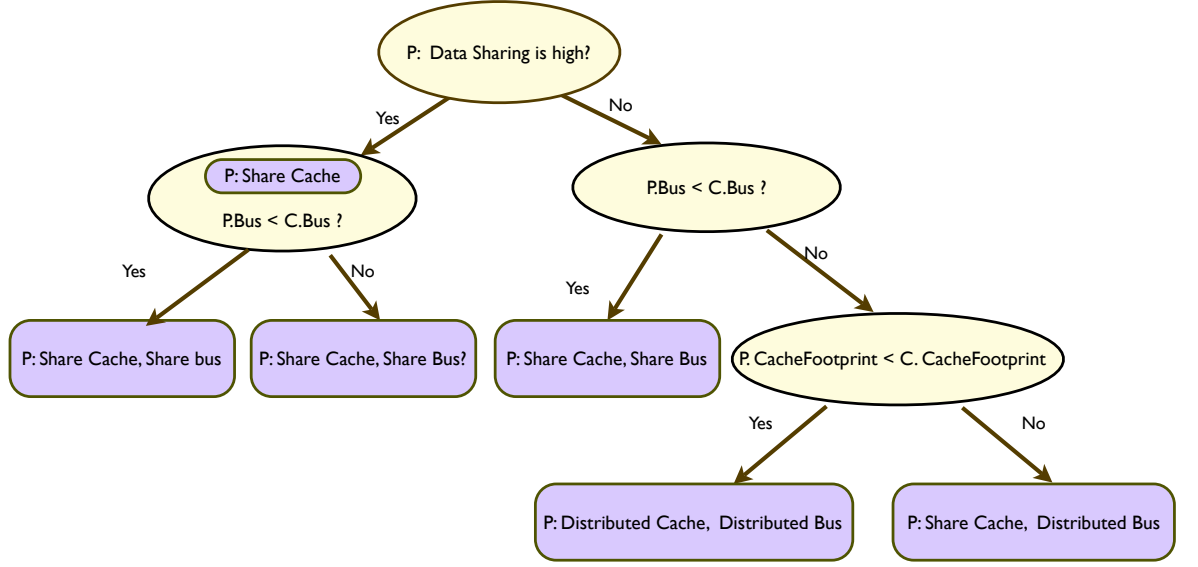 P: Data Sharing is high?
Yes
No
P: Share Cache
P.Bus < C.Bus ?
P.Bus < C.Bus ?
Yes
No
Yes
No
P: Share Cache, Share bus
P: Share Cache, Share Bus?
P: Share Cache, Share Bus
P. CacheFootprint < C. CacheFootprint
Yes
No
P: Distributed Cache, Distributed Bus
P: Share Cache, Distributed Bus